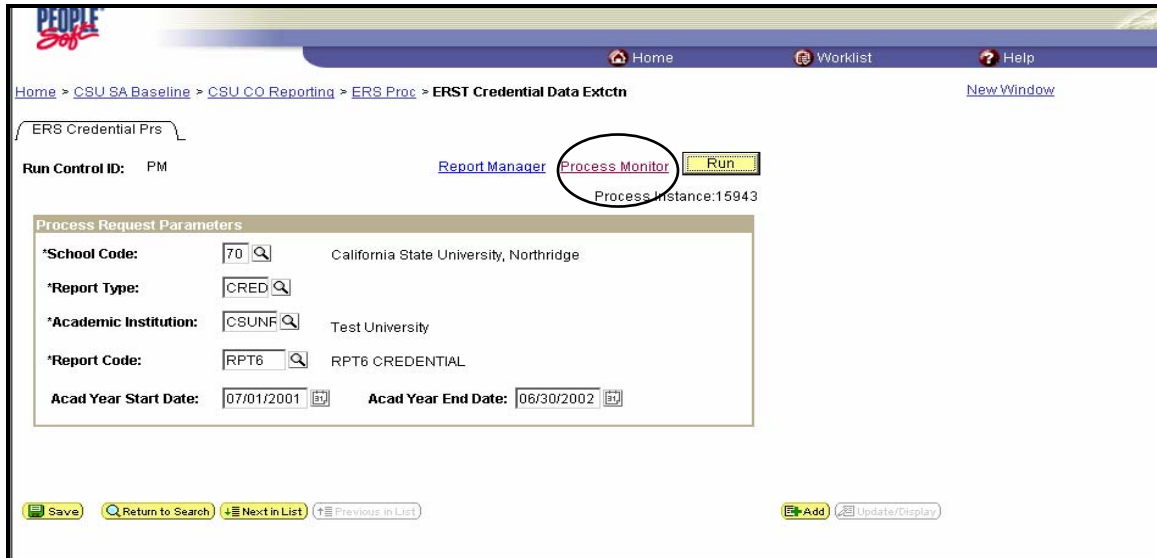 PEOPLE
Soft
Home Worklist Help
Home > CSU SA Baseline > CSU CO Reporting > ERS Proc > ERST Credential Data Extctn New Window
ERS Credential Prs
Run Control ID: PM Report Manager Process Monitor Run
Process Instance:15943
Process Request Parameters
*School Code: 70 California State University, Northridge
*Report Type: CRED
*Academic Institution: CSUNR Test University
*Report Code: RPT6 RPT6 CREDENTIAL
Acad Year Start Date: 07/01/2001 Acad Year End Date: 06/30/2002
Save Return to Search Next in List Previous in List Add Update/Display